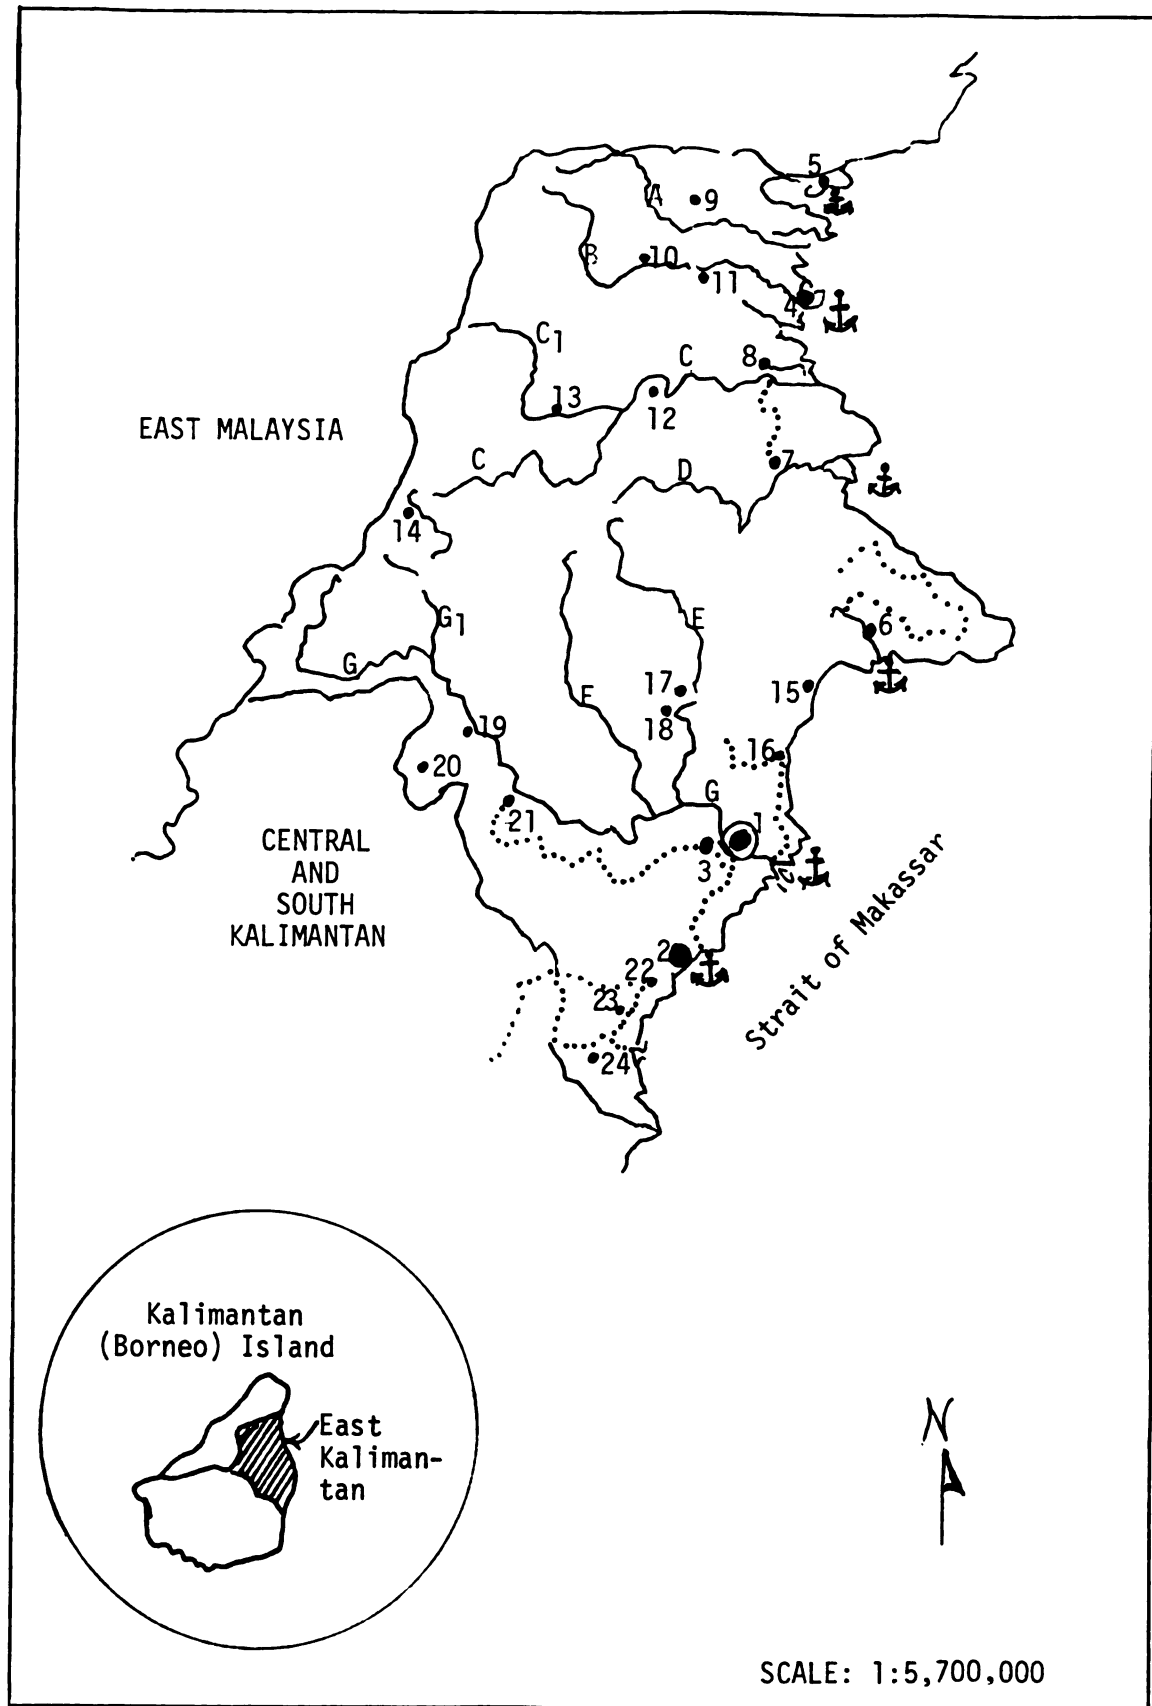 5
A
9
B
10
11
4
C1
C
8
13
12
EAST MALAYSIA
C
D
7
14
G1
E
6
G
17
15
F
18
19
16
20
G
21
1
CENTRAL
AND
SOUTH
KALIMANTAN
3
Strait of Makassar
2
22
23
24
Kalimantan
(Borneo) Island
East
Kaliman-
tan
N
SCALE: 1:5,700,000